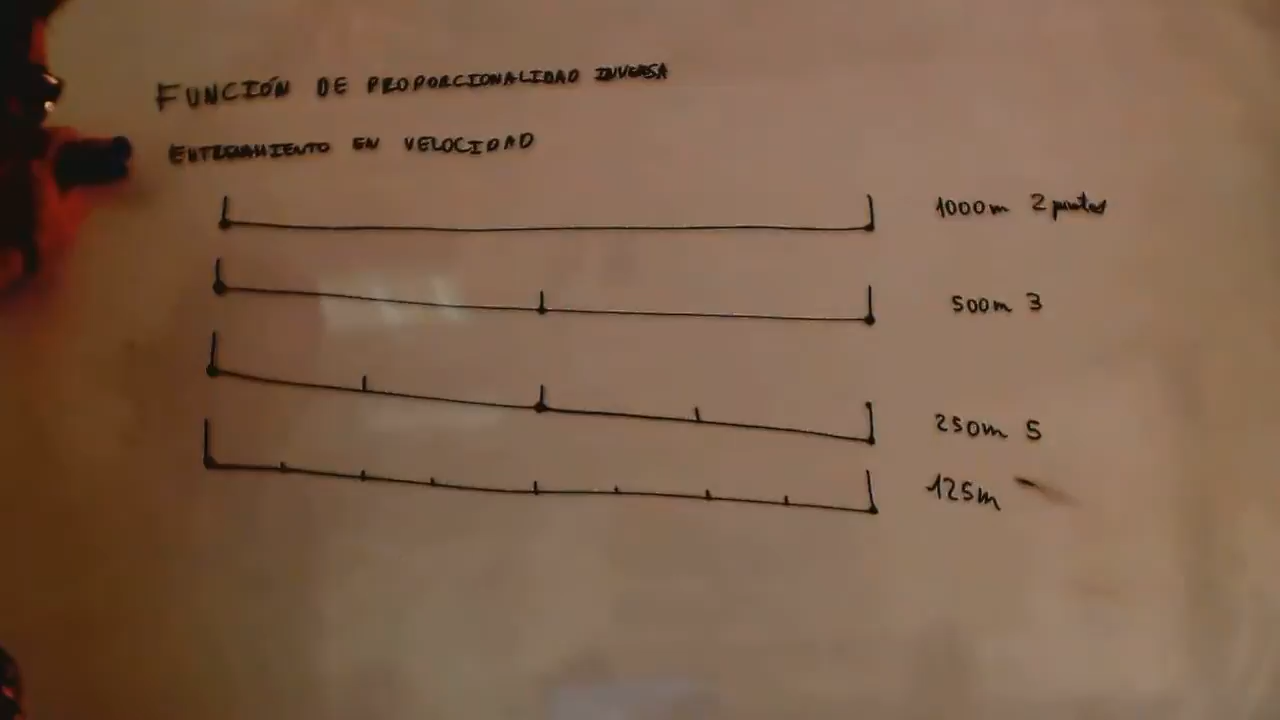 FUNCIÓN DE PROPORCIONALIDAD INVERSA
ENTRENAMIENTO EN VELOCIDAD
1000m 2 puntos
500m 3
250m 5
125m